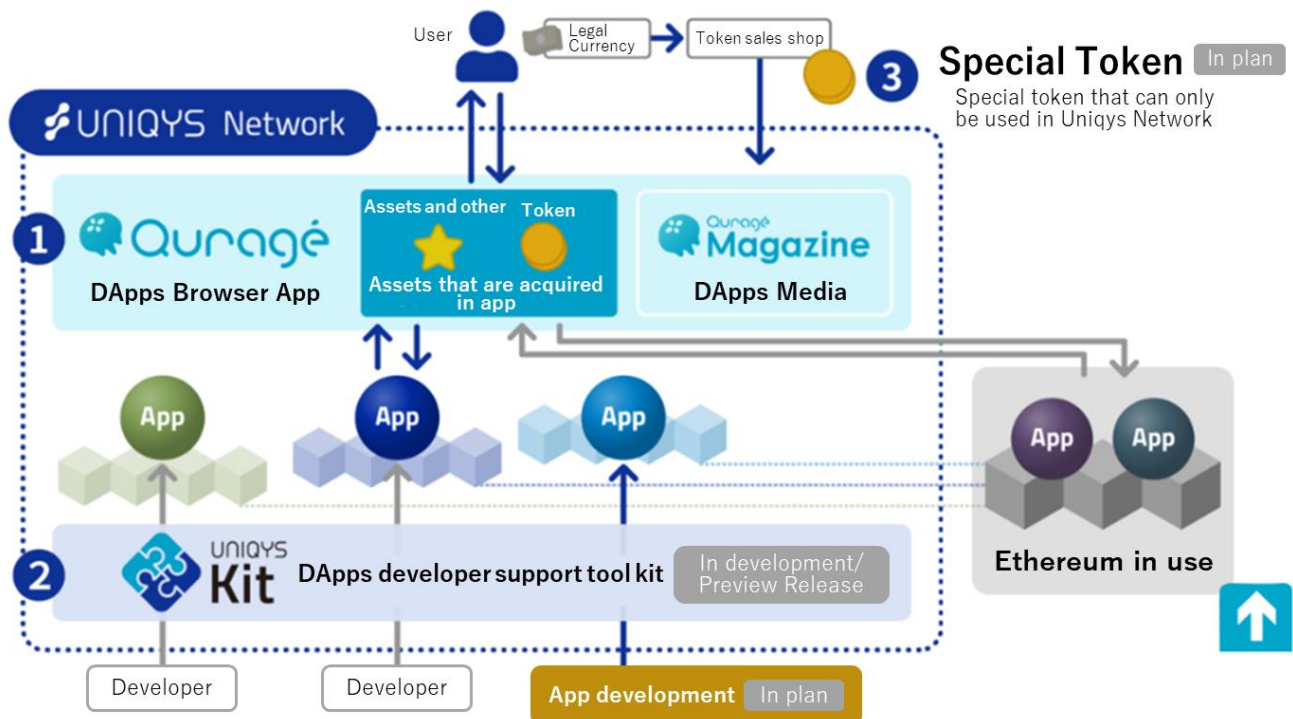 User
Legal
Currency
Token sales shop
3
Special Token
In plan
Special token that can only
be used in Uniqys Network
UNIQYS Network
1
Quragé
DApps Browser App
Assets and other
Token
Assets that are acquired
in app
Quragé
Magazine
DApps Media
App
App
App
App
App
Ethereum in use
2
UNIQYS
Kit
DApps developer support tool kit
In development/
Preview Release
Developer
Developer
App development
In plan